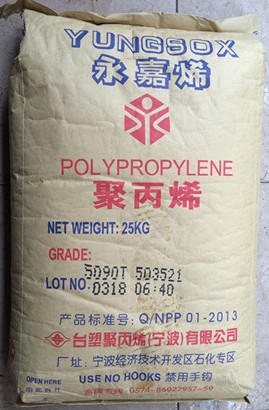 YUNGSOX
永嘉烯
POLYPROPYLENE
聚丙烯
NET WEIGHT: 25KG
GRADE:
5090T 503521
LOT NO: 0318 06:40
产品标准号: Q/NPP 01-2013
台塑聚丙烯(宁波)有限公司
厂址: 宁波经济技术开发区石化专区
OPEN HERE
USE NO HOOKS 禁用手钩